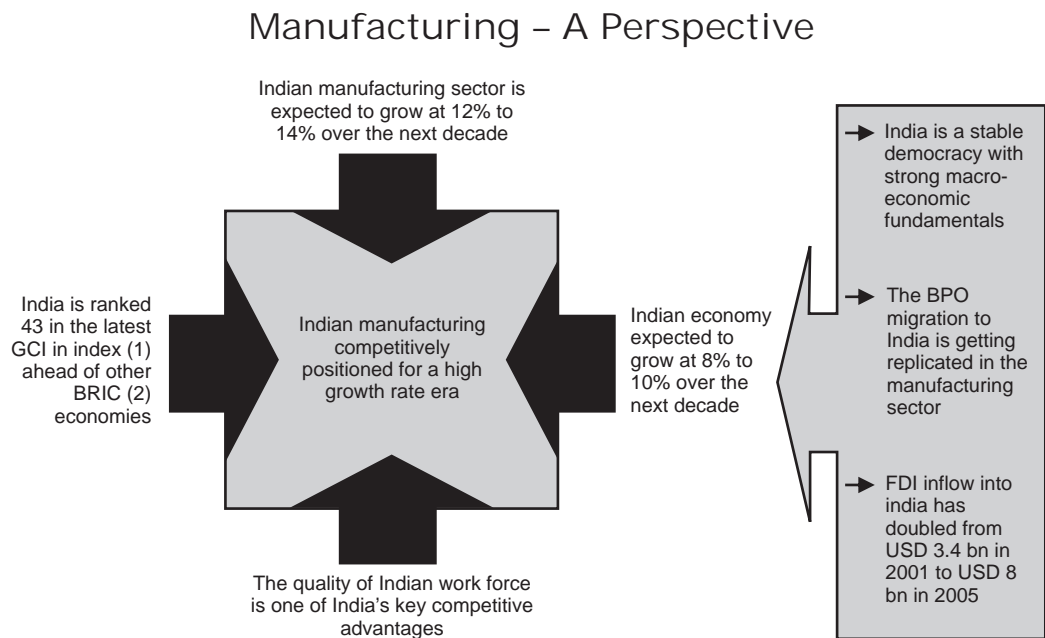 Manufacturing – A Perspective
Indian manufacturing sector is
expected to grow at 12% to
14% over the next decade
India is ranked
43 in the latest
GCI in index (1)
ahead of other
BRIC (2)
economies
Indian manufacturing
competitively
positioned for a high
growth rate era
Indian economy
expected to
grow at 8% to
10% over the
next decade
The quality of Indian work force
is one of India's key competitive
advantages
India is a stable
democracy with
strong macro-
economic
fundamentals
The BPO
migration to
India is getting
replicated in the
manufacturing
sector
FDI inflow into
india has
doubled from
USD 3.4 bn in
2001 to USD 8
bn in 2005